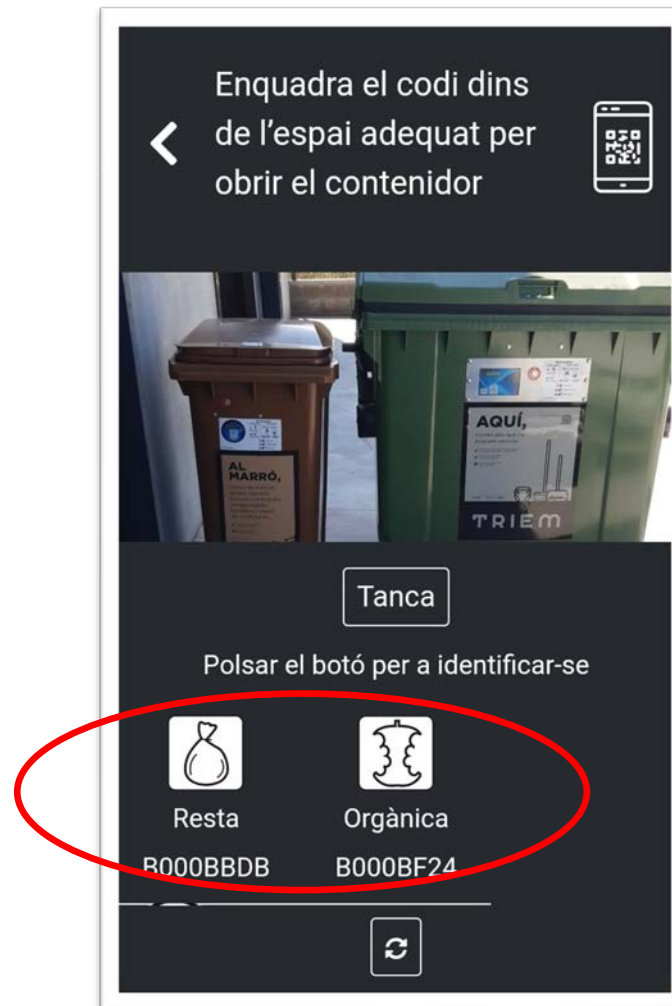 Enquadra el codi dins
de l'espai adequat per
obrir el contenidor
AL
MARRÓ,
AQUÍ,
TRIEM
Tanca
Polsar el botó per a identificar-se
Resta
Orgànica
B000BBDB
B000BF24